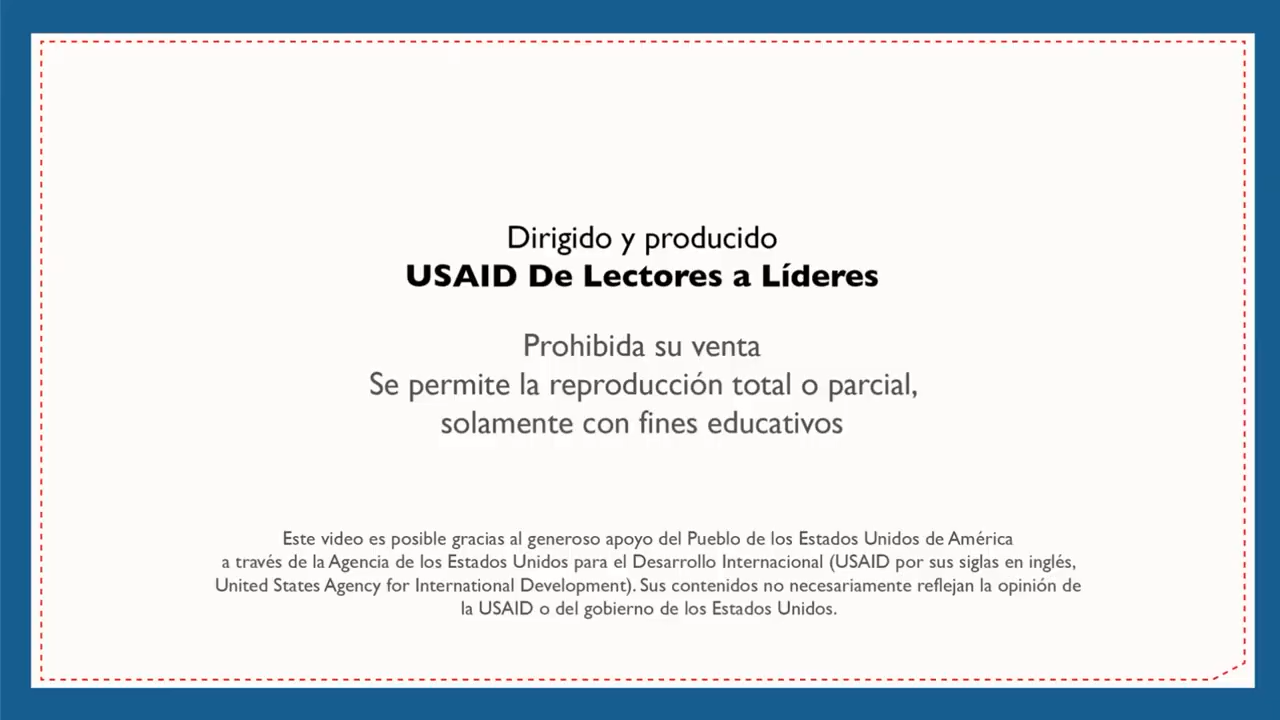 Dirigido y producido
USAID De Lectores a Líderes
Prohibida su venta
Se permite la reproducción total o parcial,
solamente con fines educativos
Este video es posible gracias al generoso apoyo del Pueblo de los Estados Unidos de América
a través de la Agencia de los Estados Unidos para el Desarrollo Internacional (USAID por sus siglas en inglés,
United States Agency for International Development). Sus contenidos no necesariamente reflejan la opinión de
la USAID o del gobierno de los Estados Unidos.